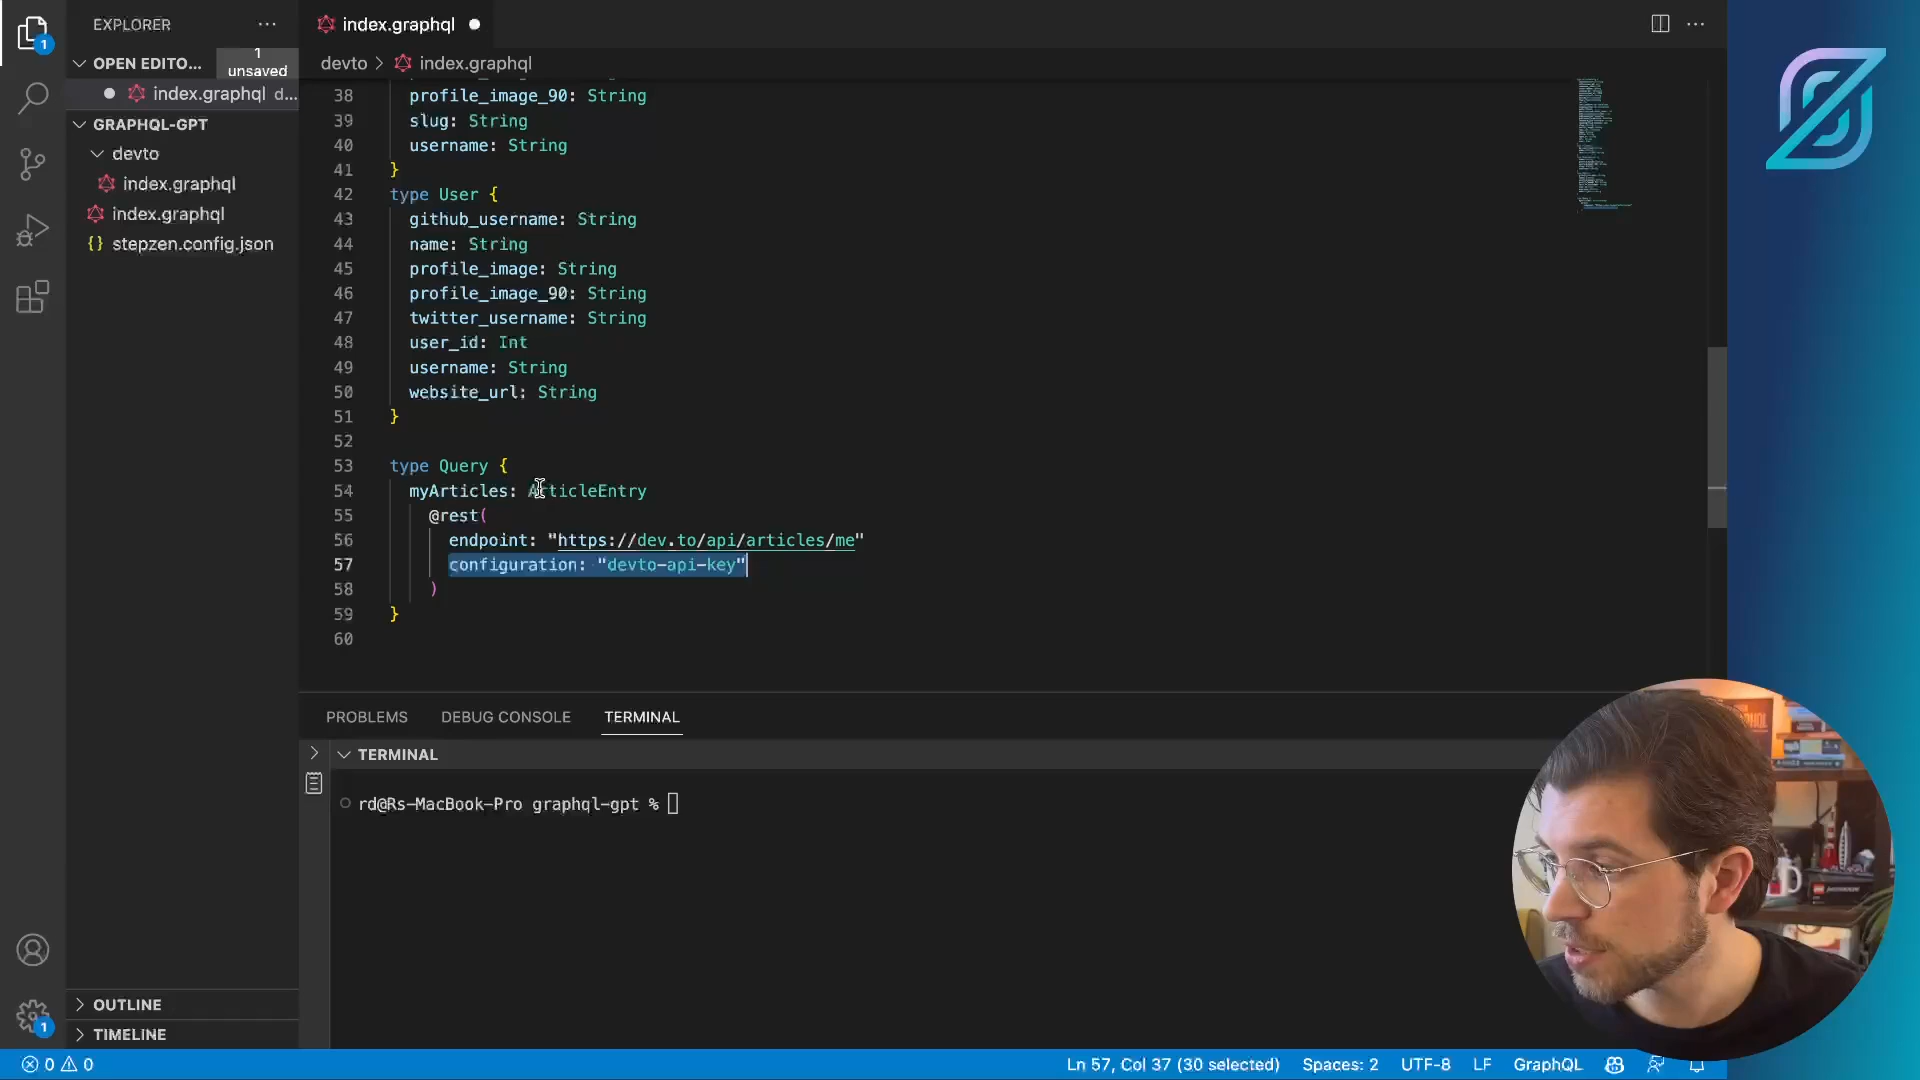 EXPLORER
index.graphql
OPEN EDITO...
1
unsaved
index.graphql d...
GRAPHQL-GPT
devto
index.graphql
index.graphql
{} stepzen.config.json
1
devto > index.graphql
38 profile_image_90: String
39 slug: String
40 username: String
41 }
42 type User {
43 github_username: String
44 name: String
45 profile_image: String
46 profile_image_90: String
47 twitter_username: String
48 user_id: Int
49 username: String
50 website_url: String
51 }
52
53 type Query {
54 myArticles: ArticleEntry
55 @rest(
56 endpoint: "https://dev.to/api/articles/me"
57 configuration: "devto-api-key"
58 )
59 }
60
PROBLEMS DEBUG CONSOLE TERMINAL
TERMINAL
rd@Rs-MacBook-Pro graphql-gpt %
OUTLINE
TIMELINE
1
0 0
Ln 57, Col 37 (30 selected) Spaces: 2 UTF-8 LF GraphQL